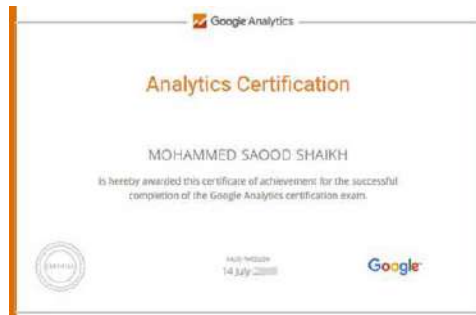 Google Analytics
Analytics Certification
MOHAMMED SAOOD SHAIKH
is hereby awarded this certificate of achievement for the successful
completion of the Google Analytics certification exam.
14 July
Google